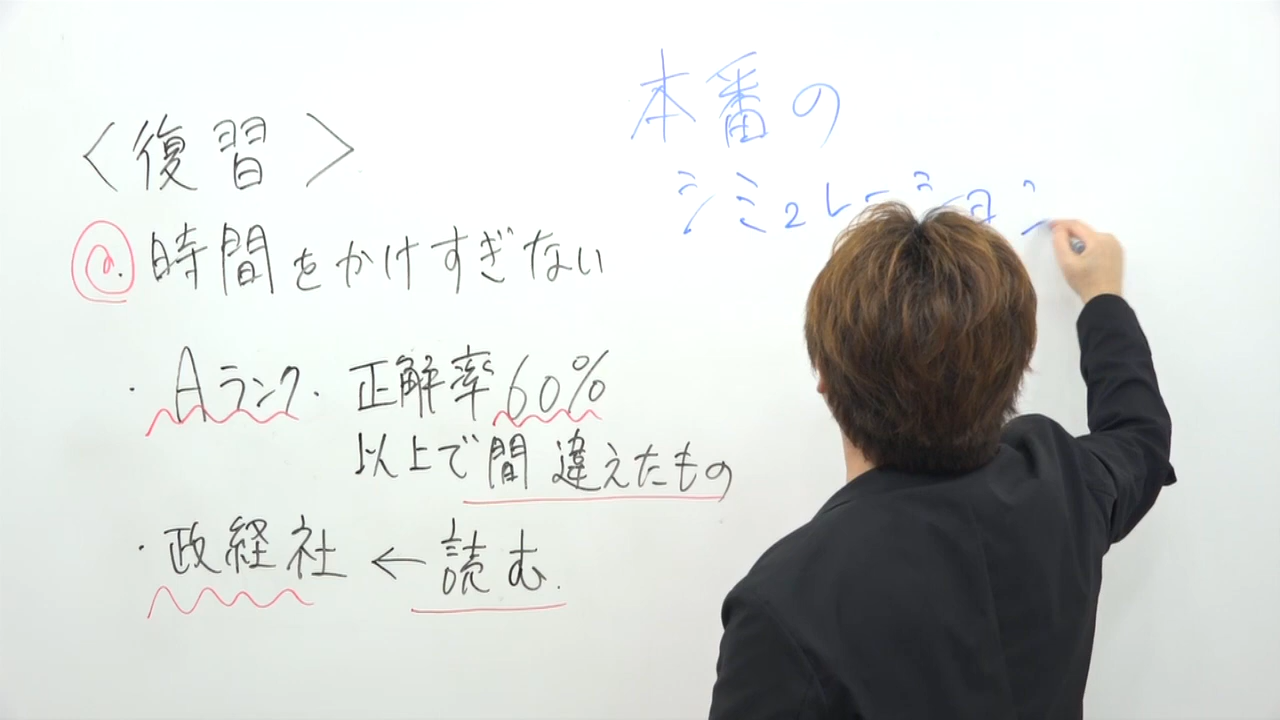 〈復習〉
◎時間をかけすぎない
・Aランク・正解率60%
以上で間違えたもの
・政経社←読む.
本番の
シミュレーション